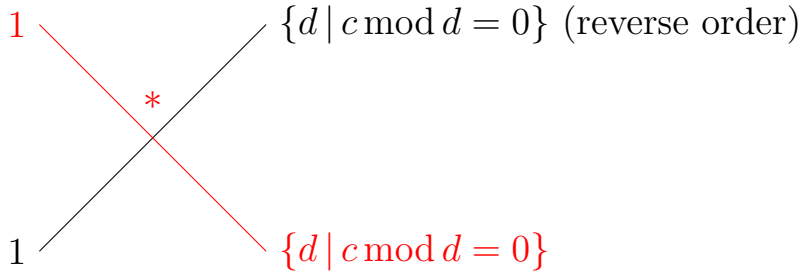 1 {d | c mod d = 0} (reverse order)
*
1 {d | c mod d = 0}